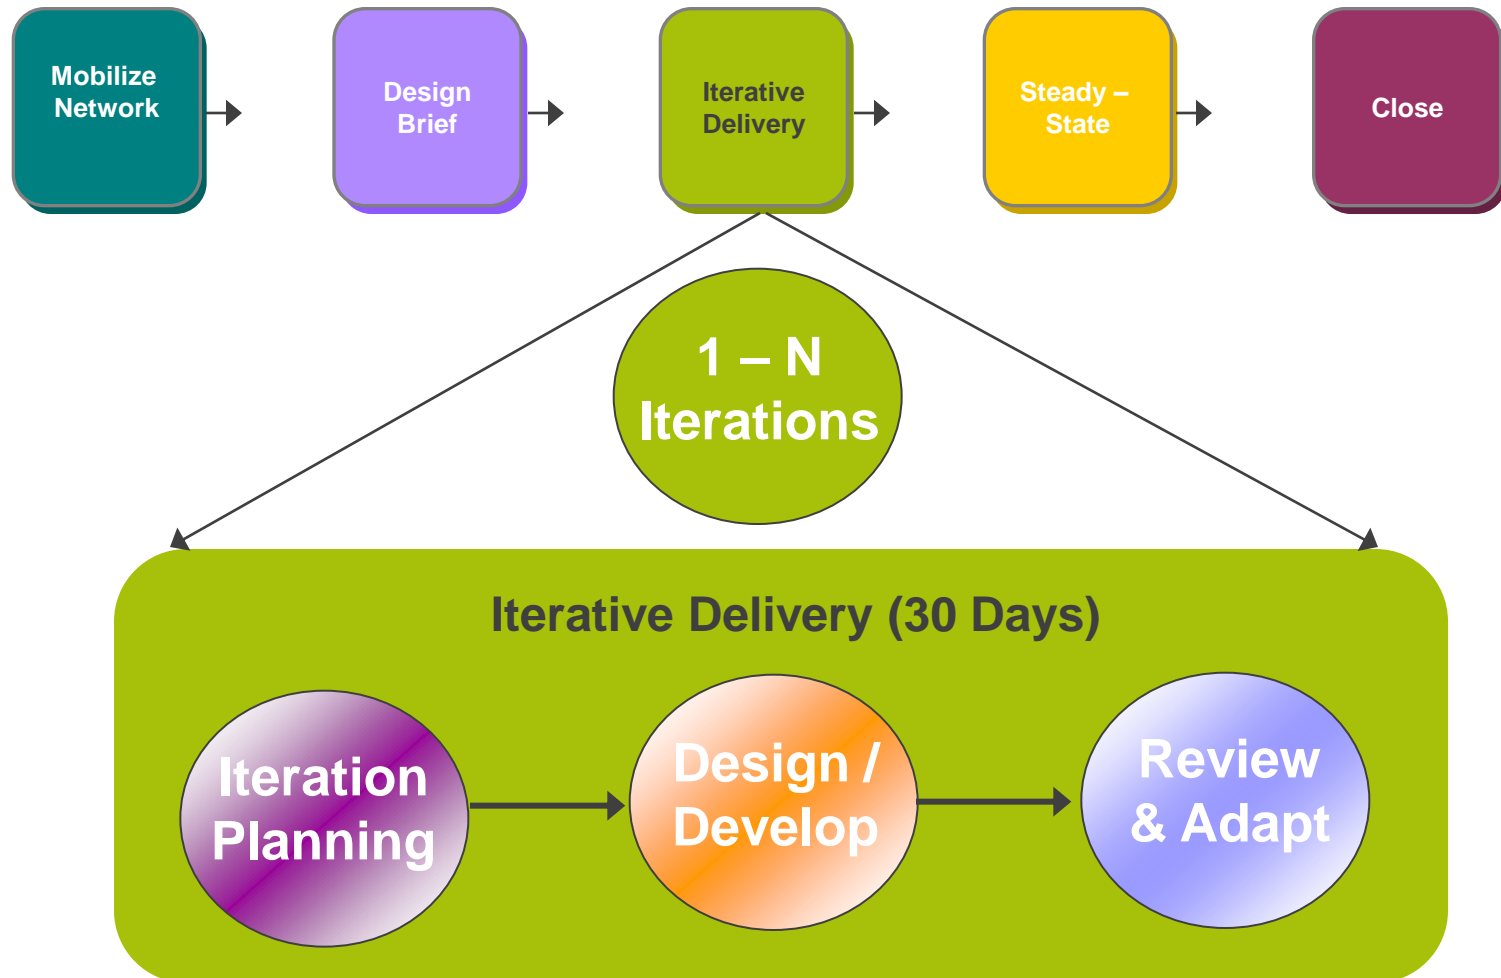 Mobilize
Network
Design
Brief
Iterative
Delivery
Steady –
State
Close
1 – N
Iterations
Iterative Delivery (30 Days)
Iteration
Planning
Design /
Develop
Review
& Adapt